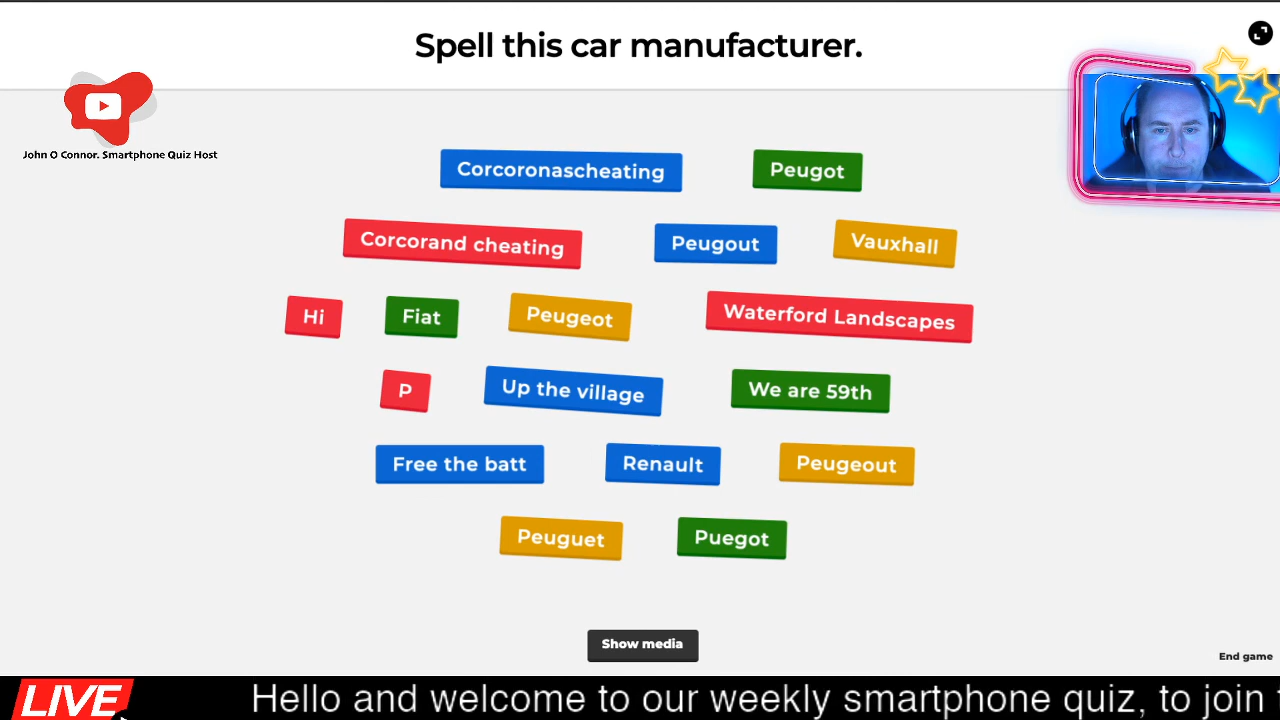 Spell this car manufacturer.
John O Connor. Smartphone Quiz Host
Corcoronascheating
Peugot
Corcorand cheating
Peugout
Vauxhall
Hi
Fiat
Peugeot
Waterford Landscapes
P
Up the village
We are 59th
Free the batt
Renault
Peugeout
Peuguet
Puegot
Show media
End game
LIVE
Hello and welcome to our weekly smartphone quiz, to join